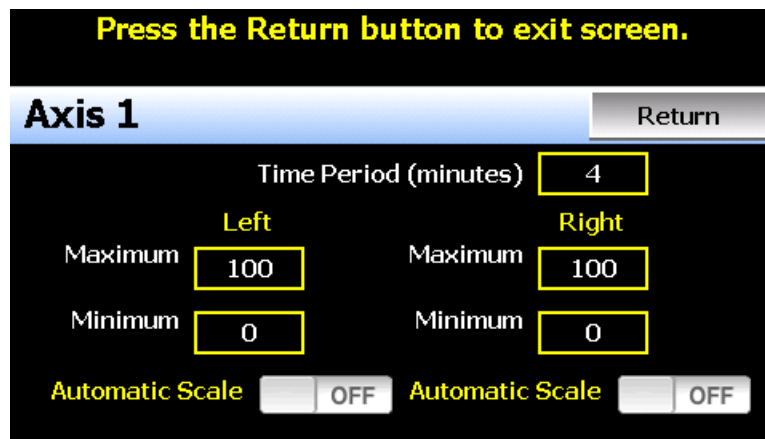 Press the Return button to exit screen.
Axis 1 Return
Time Period (minutes) 4
Left Right
Maximum 100 Maximum 100
Minimum 0 Minimum 0
Automatic Scale OFF Automatic Scale OFF